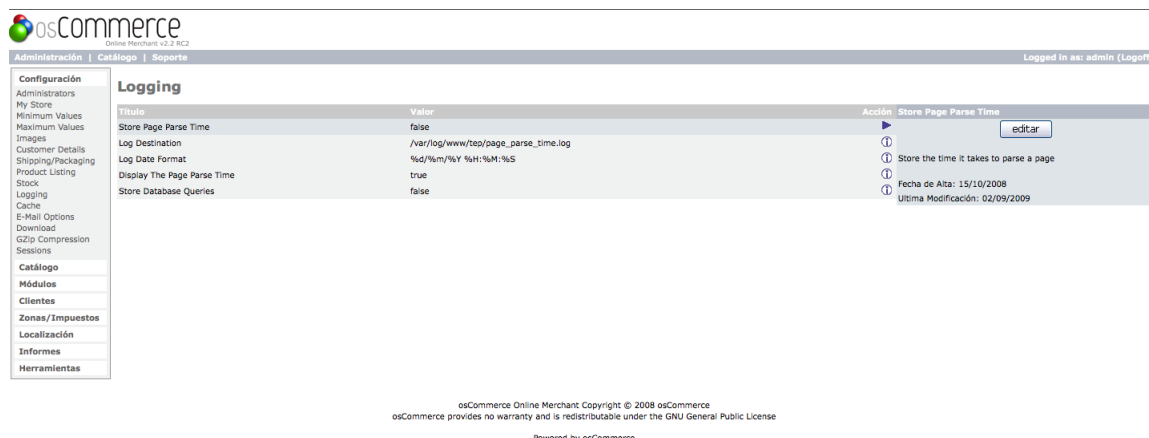 osCommerce
Online Merchant v2.2 RC2
Administración | Catálogo | Soporte
Logged in as: admin (Logoff
Configuración
Administrators
My Store
Minimum Values
Maximum Values
Images
Customer Details
Shipping/Packaging
Product Listing
Stock
Logging
Cache
E-Mail Options
Download
GZip Compression
Sessions
Catálogo
Módulos
Clientes
Zonas/Impuestos
Localización
Informes
Herramientas
Logging
Título Valor Acción
Store Page Parse Time false
Log Destination /var/log/www/tep/page_parse_time.log
Log Date Format %d/%m/%Y %H:%M:%S
Display The Page Parse Time true
Store Database Queries false
Store Page Parse Time
editar
Store the time it takes to parse a page
Fecha de Alta: 15/10/2008
Ultima Modificación: 02/09/2009
osCommerce Online Merchant Copyright © 2008 osCommerce
osCommerce provides no warranty and is redistributable under the GNU General Public License
Powered by osCommerce